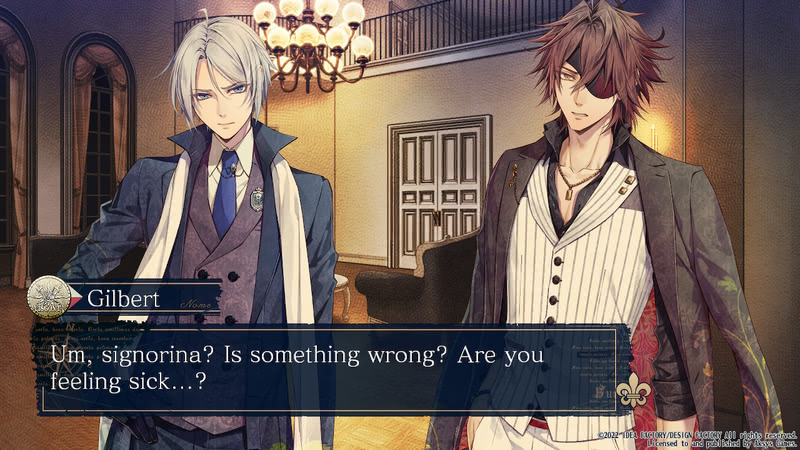 Gilbert
Name
Um, signorina? Is something wrong? Are you
feeling sick...?
©2022 IDEA FACTORY/DESIGN FACTORY All rights reserved.
Licensed to and published by Aksys Games.